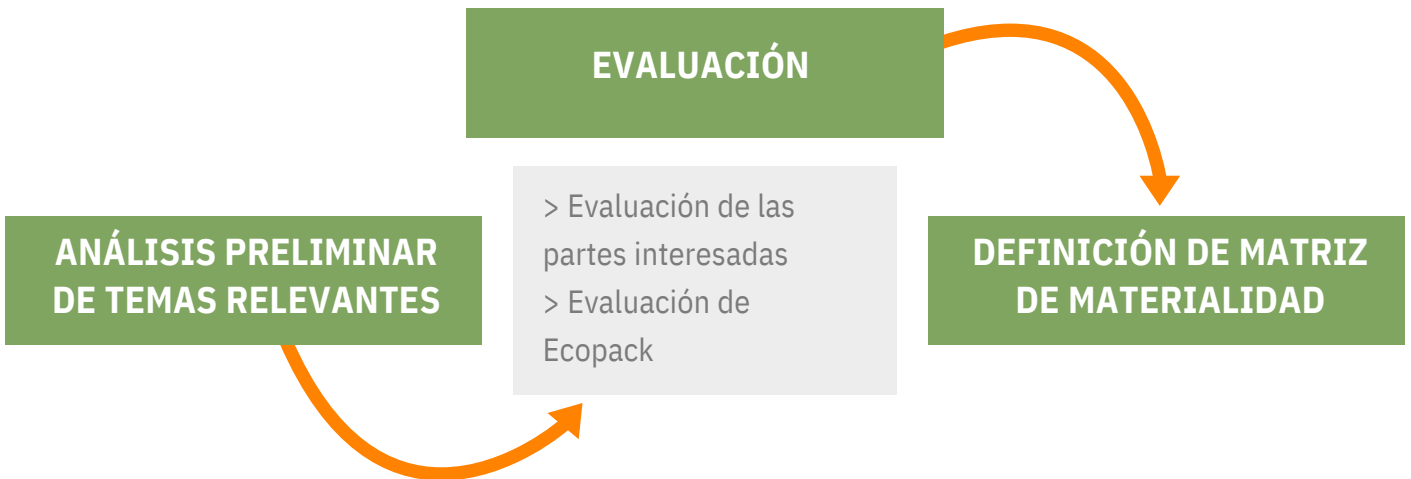 ANÁLISIS PRELIMINAR
DE TEMAS RELEVANTES
EVALUACIÓN
> Evaluación de las
partes interesadas
> Evaluación de
Ecopack
DEFINICIÓN DE MATRIZ
DE MATERIALIDAD